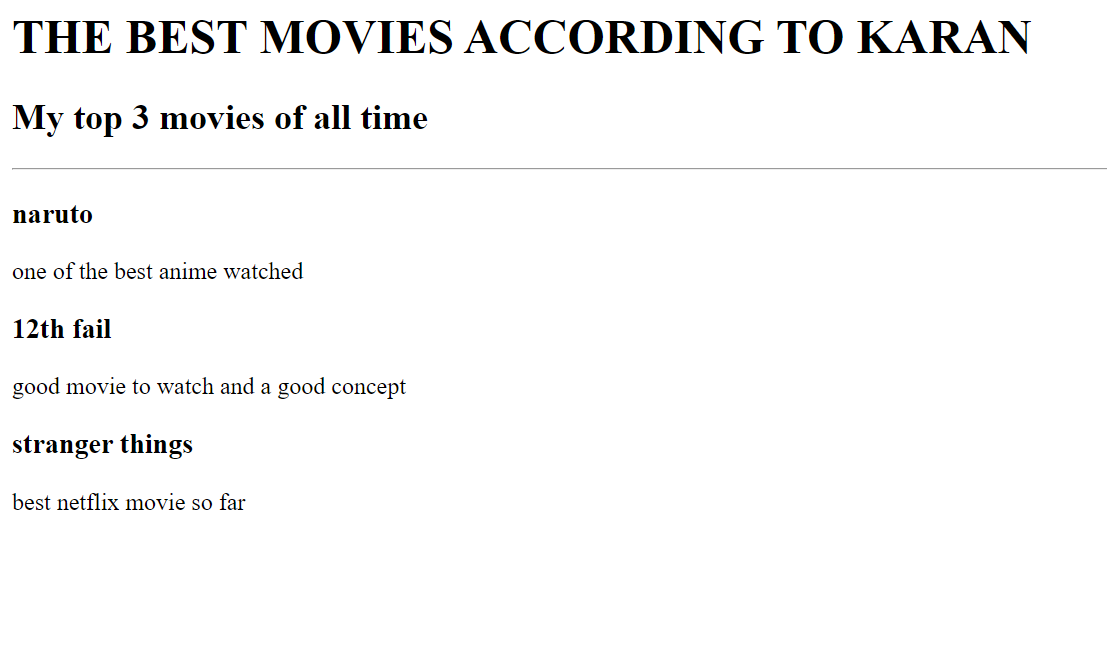 THE BEST MOVIES ACCORDING TO KARAN
My top 3 movies of all time
naruto
one of the best anime watched
12th fail
good movie to watch and a good concept
stranger things
best netflix movie so far